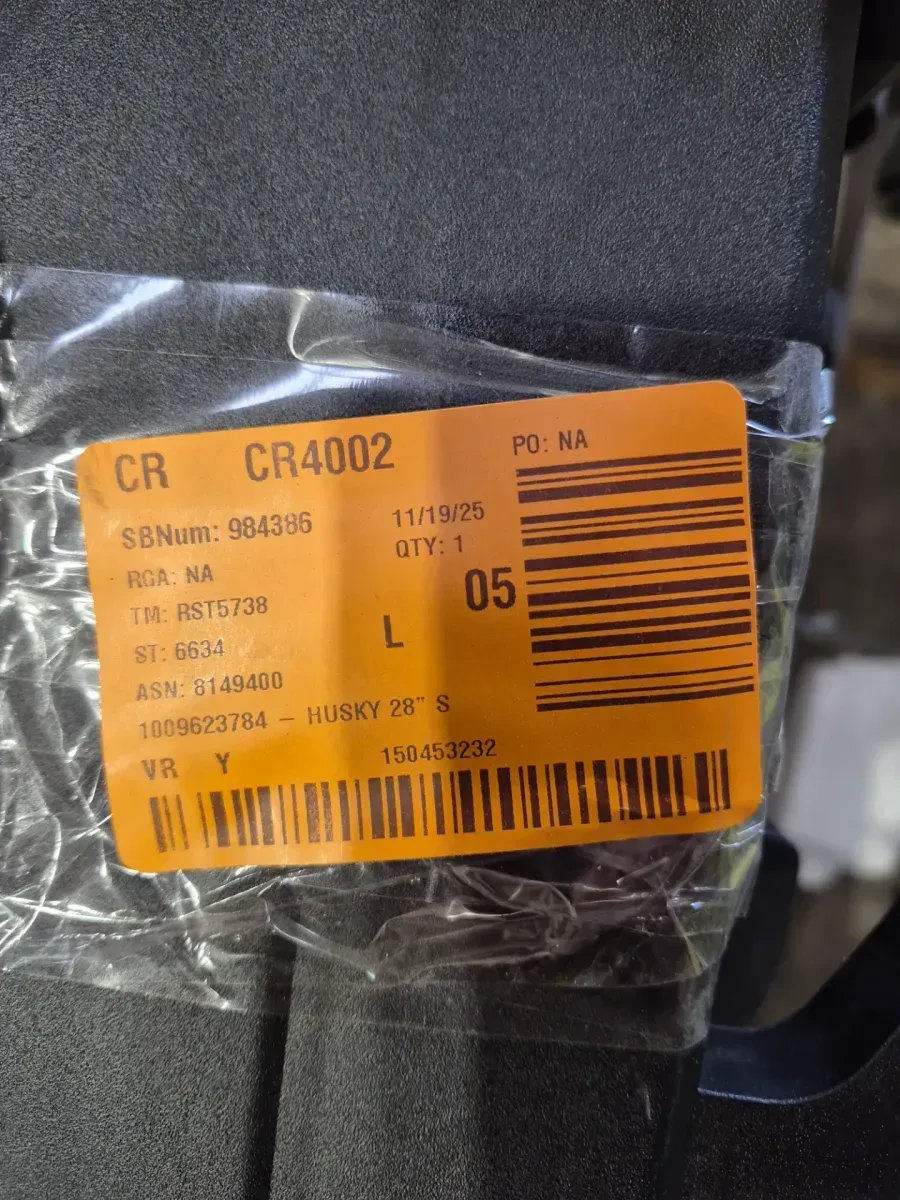 CR CR4002 PO: NA
SBNum: 984386 11/19/25
RGA: NA QTY: 1
TM: RST5738 05
ST: 6634 L
ASN: 8149400
1009623784 – HUSKY 28" S
VR Y 150453232